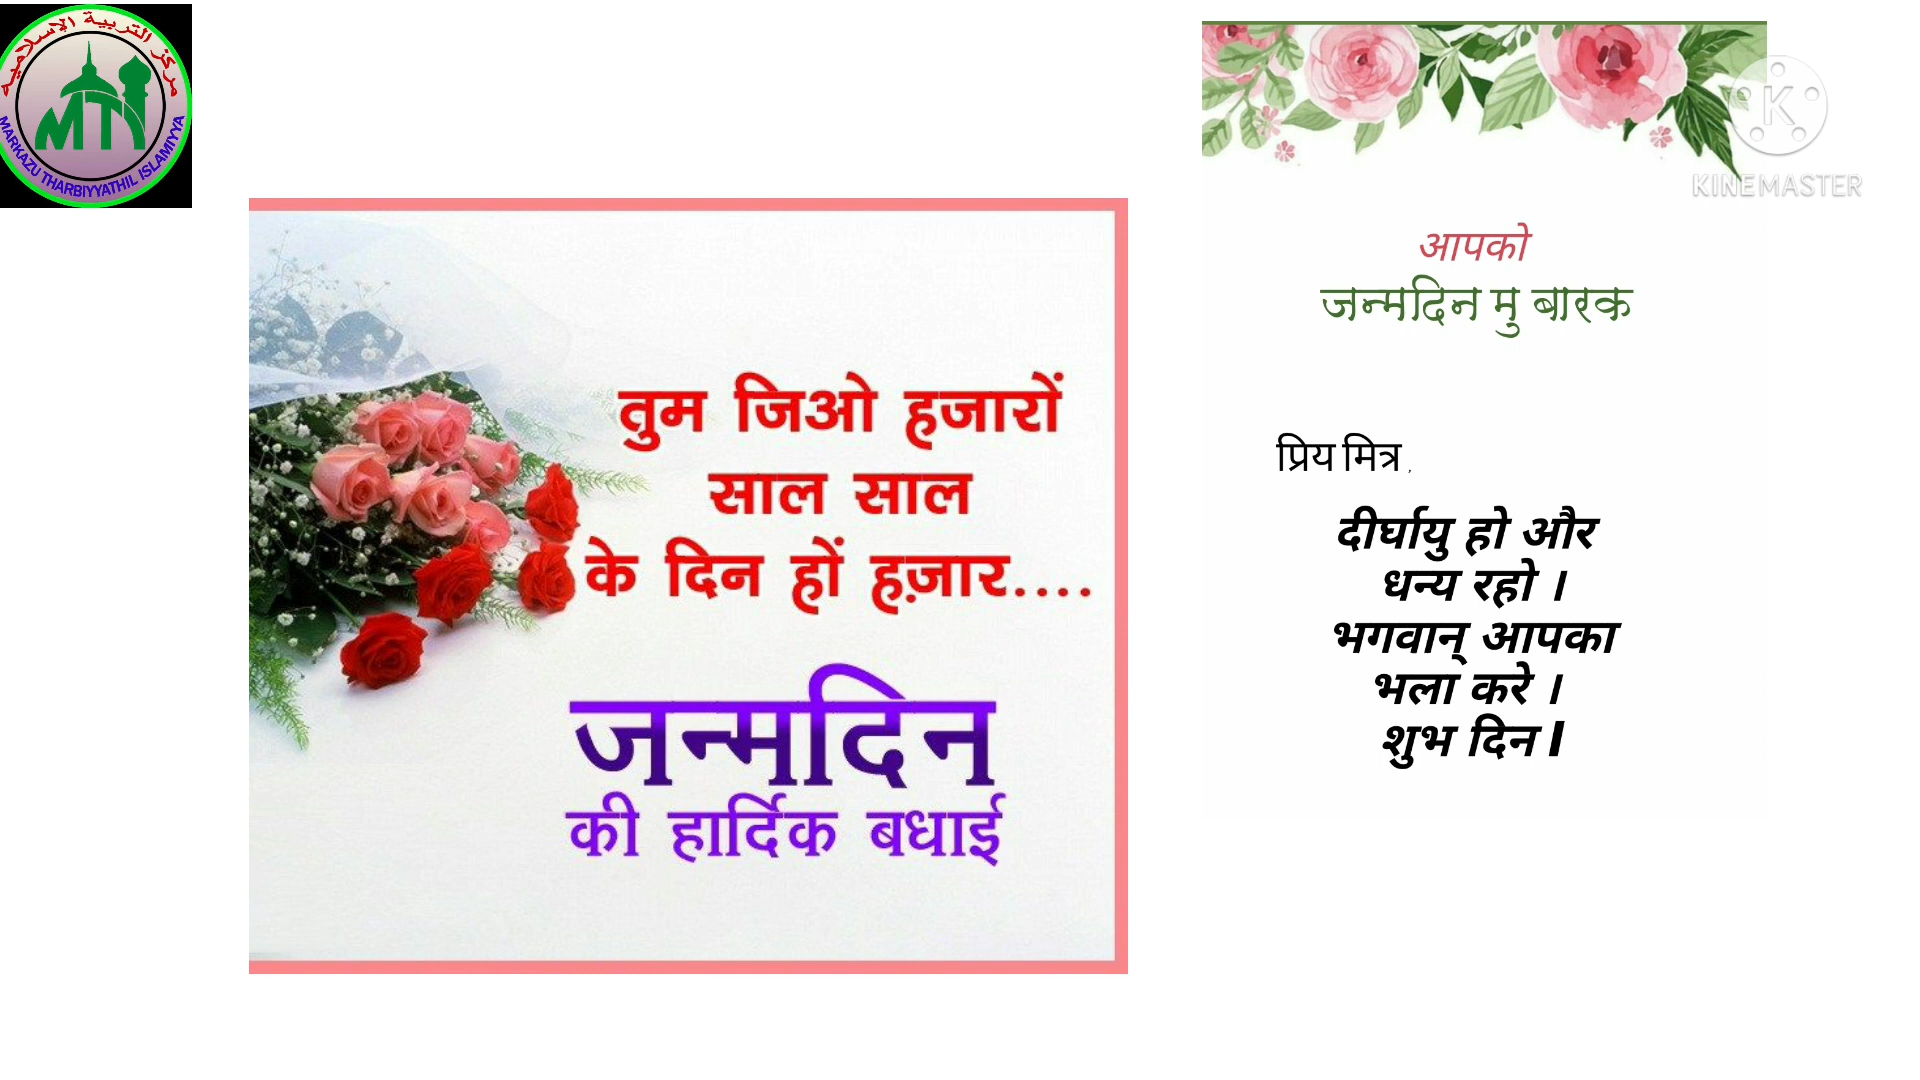 مركز التربية الإسلامية
MTI
MARKAZU THARBIYYATHIL ISLAMIYYA
तुम जिओ हजारों
साल साल
के दिन हों हज़ार....
जन्मदिन
की हार्दिक बधाई
K
KINEMASTER
आपको
जन्मदिन मु बारक
प्रिय मित्र ,
दीर्घायु हो और
धन्य रहो ।
भगवान् आपका
भला करे ।
शुभ दिन।